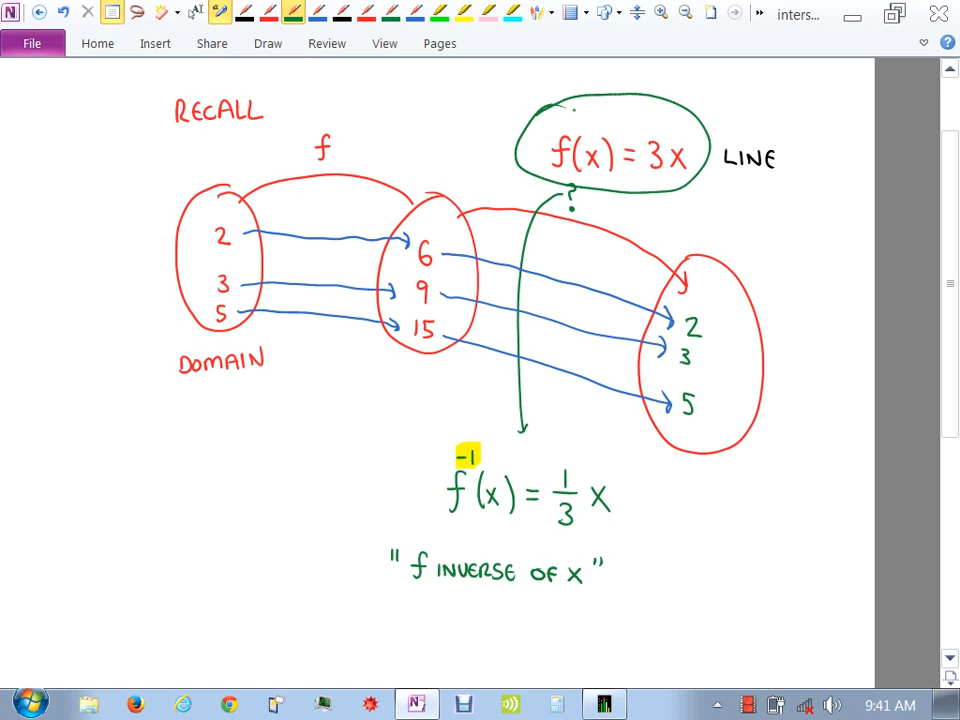 inters...
File Home Insert Share Draw Review View Pages
RECALL
f
f(x) = 3x LINE
?
2
3
5
6
9
15
2
3
5
DOMAIN
f⁻¹(x) = 1/3 x
" f INVERSE OF x "
9:41 AM